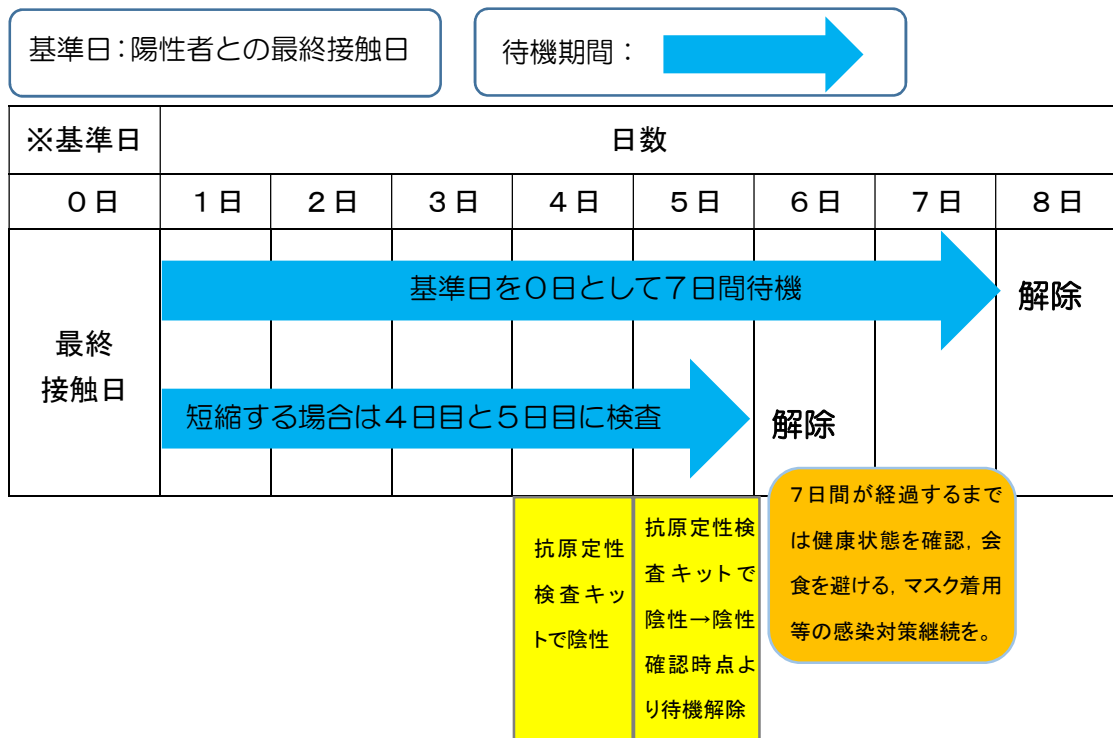 基準日：陽性者との最終接触日
待機期間：
※基準日
日数
０日
１日
２日
３日
４日
５日
６日
７日
８日
最終
接触日
基準日を０日として７日間待機
解除
短縮する場合は４日目と５日目に検査
解除
抗原定性
検査キッ
トで陰性
抗原定性検
査キットで
陰性→陰性
確認時点よ
り待機解除
７日間が経過するまで
は健康状態を確認，会
食を避ける，マスク着用
等の感染対策継続を。